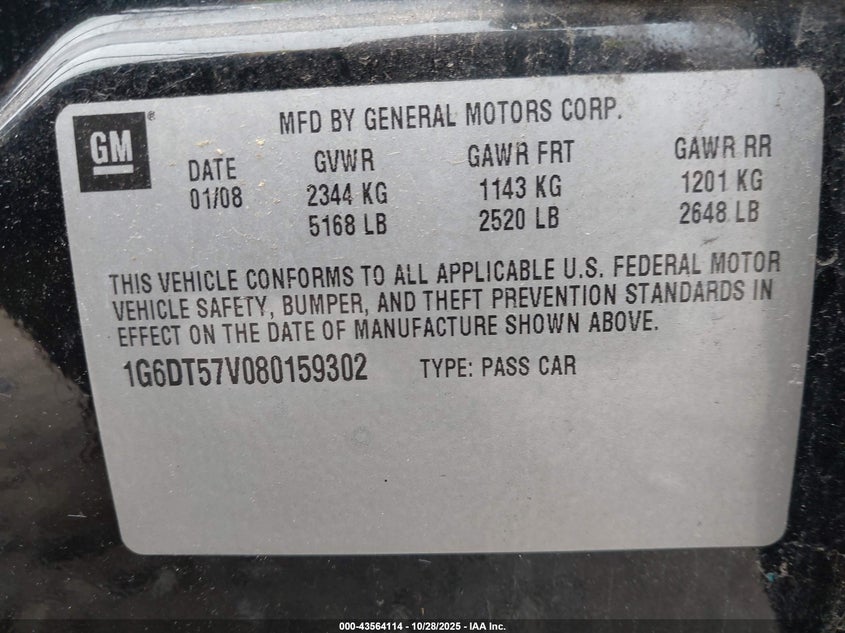 GM ®
MFD BY GENERAL MOTORS CORP.
DATE GVWR GAWR FRT GAWR RR
01/08 2344 KG 1143 KG 1201 KG
5168 LB 2520 LB 2648 LB
THIS VEHICLE CONFORMS TO ALL APPLICABLE U.S. FEDERAL MOTOR
VEHICLE SAFETY, BUMPER, AND THEFT PREVENTION STANDARDS IN
EFFECT ON THE DATE OF MANUFACTURE SHOWN ABOVE.
1G6DT57V080159302 TYPE: PASS CAR
000-43564114 | 10/28/2025 - IAA Inc.